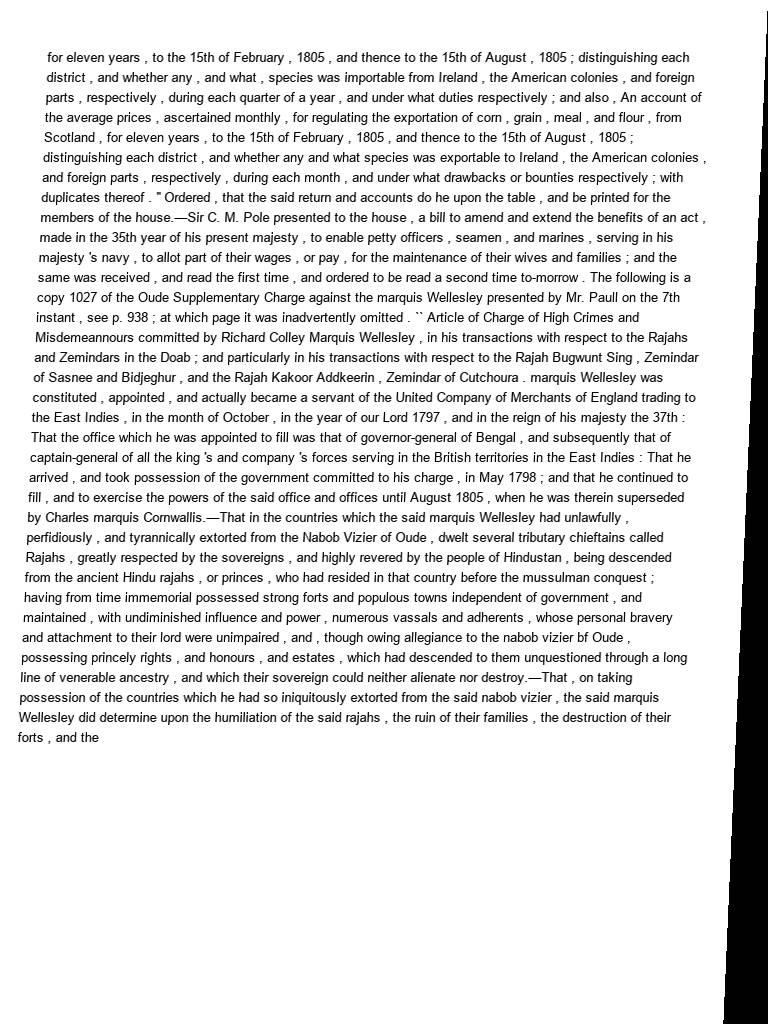 for eleven years , to the 15th of February , 1805 , and thence to the 15th of August , 1805 ; distinguishing each
district , and whether any , and what , species was importable from Ireland , the American colonies , and foreign
parts , respectively , during each quarter of a year , and under what duties respectively ; and also , An account of
the average prices , ascertained monthly , for regulating the exportation of corn , grain , meal , and flour , from
Scotland , for eleven years , to the 15th of February , 1805 , and thence to the 15th of August , 1805 ;
distinguishing each district , and whether any and what species was exportable to Ireland , the American colonies ,
and foreign parts , respectively , during each month , and under what drawbacks or bounties respectively ; with
duplicates thereof . " Ordered , that the said return and accounts do he upon the table , and be printed for the
members of the house.—Sir C. M. Pole presented to the house , a bill to amend and extend the benefits of an act ,
made in the 35th year of his present majesty , to enable petty officers , seamen , and marines , serving in his
majesty 's navy , to allot part of their wages , or pay , for the maintenance of their wives and families ; and the
same was received , and read the first time , and ordered to be read a second time to-morrow . The following is a
copy 1027 of the Oude Supplementary Charge against the marquis Wellesley presented by Mr. Paull on the 7th
instant , see p. 938 ; at which page it was inadvertently omitted . `` Article of Charge of High Crimes and
Misdemeannours committed by Richard Colley Marquis Wellesley , in his transactions with respect to the Rajahs
and Zemindars in the Doab ; and particularly in his transactions with respect to the Rajah Bugwunt Sing , Zemindar
of Sasnee and Bidjeghur , and the Rajah Kakoor Addkeerin , Zemindar of Cutchoura . marquis Wellesley was
constituted , appointed , and actually became a servant of the United Company of Merchants of England trading to
the East Indies , in the month of October , in the year of our Lord 1797 , and in the reign of his majesty the 37th :
That the office which he was appointed to fill was that of governor-general of Bengal , and subsequently that of
captain-general of all the king 's and company 's forces serving in the British territories in the East Indies : That he
arrived , and took possession of the government committed to his charge , in May 1798 ; and that he continued to
fill , and to exercise the powers of the said office and offices until August 1805 , when he was therein superseded
by Charles marquis Cornwallis.—That in the countries which the said marquis Wellesley had unlawfully ,
perfidiously , and tyrannically extorted from the Nabob Vizier of Oude , dwelt several tributary chieftains called
Rajahs , greatly respected by the sovereigns , and highly revered by the people of Hindustan , being descended
from the ancient Hindu rajahs , or princes , who had resided in that country before the mussulman conquest ;
having from time immemorial possessed strong forts and populous towns independent of government , and
maintained , with undiminished influence and power , numerous vassals and adherents , whose personal bravery
and attachment to their lord were unimpaired , and , though owing allegiance to the nabob vizier bf Oude ,
possessing princely rights , and honours , and estates , which had descended to them unquestioned through a long
line of venerable ancestry , and which their sovereign could neither alienate nor destroy.—That , on taking
possession of the countries which he had so iniquitously extorted from the said nabob vizier , the said marquis
Wellesley did determine upon the humiliation of the said rajahs , the ruin of their families , the destruction of their
forts , and the